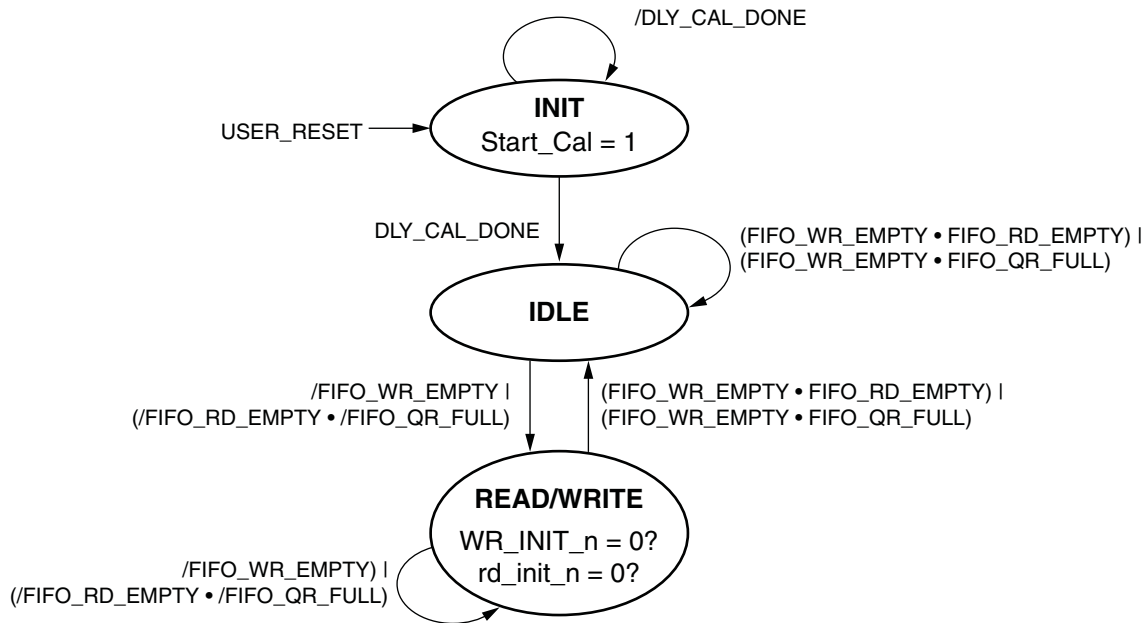 /DLY_CAL_DONE
INIT
USER_RESET
Start_Cal = 1
DLY_CAL_DONE
(FIFO_WR_EMPTY • FIFO_RD_EMPTY) |
(FIFO_WR_EMPTY • FIFO_QR_FULL)
IDLE
/FIFO_WR_EMPTY |
(/FIFO_RD_EMPTY • /FIFO_QR_FULL)
(FIFO_WR_EMPTY • FIFO_RD_EMPTY) |
(FIFO_WR_EMPTY • FIFO_QR_FULL)
READ/WRITE
WR_INIT_n = 0?
rd_init_n = 0?
/FIFO_WR_EMPTY) |
(/FIFO_RD_EMPTY • /FIFO_QR_FULL)